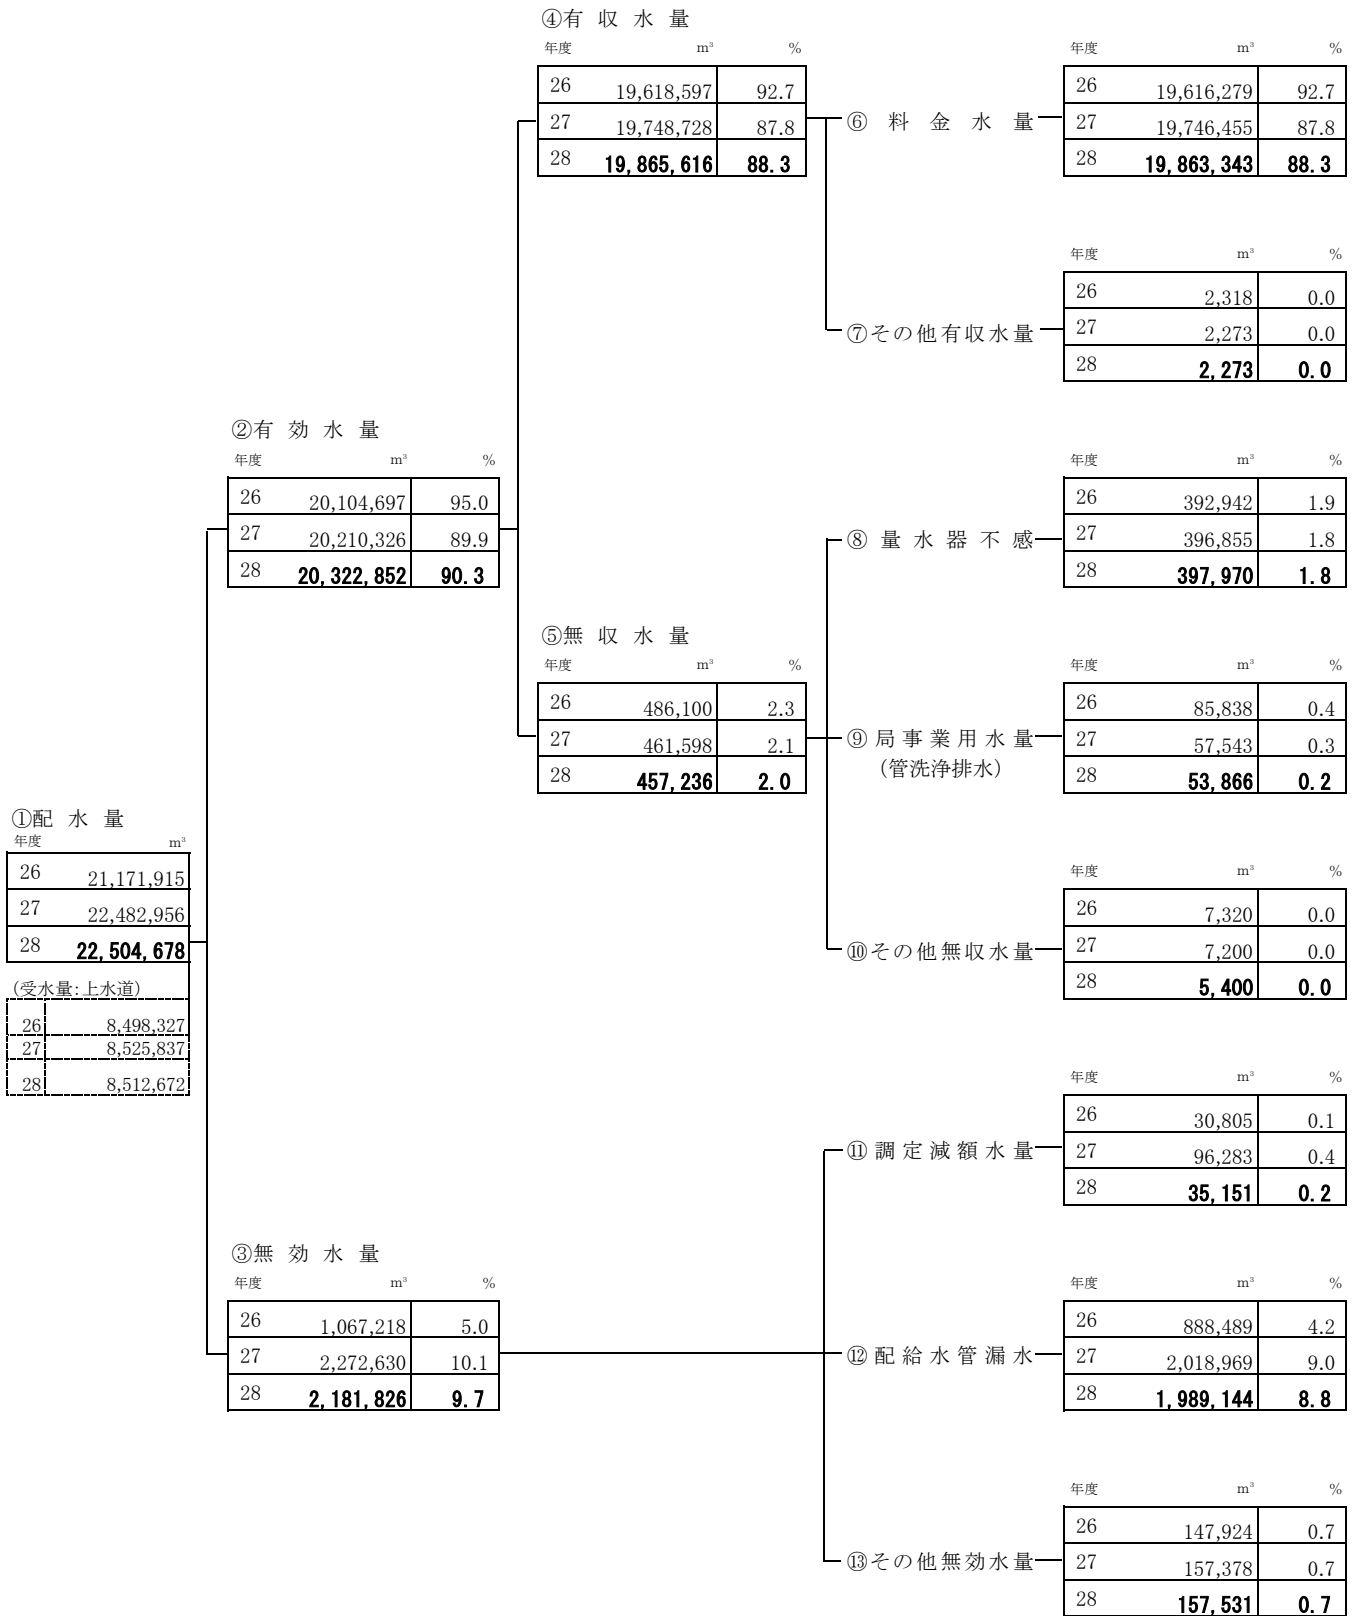 ④有 収 水 量
年度 m³ %
26 19,618,597 92.7
27 19,748,728 87.8
28 19,865,616 88.3
年度 m³ %
26 19,616,279 92.7
⑥ 料 金 水 量 27 19,746,455 87.8
28 19,863,343 88.3
年度 m³ %
26 2,318 0.0
⑦その他有収水量 27 2,273 0.0
28 2,273 0.0
②有 効 水 量
年度 m³ %
26 20,104,697 95.0
27 20,210,326 89.9
28 20,322,852 90.3
年度 m³ %
26 392,942 1.9
⑧ 量 水 器 不 感 27 396,855 1.8
28 397,970 1.8
⑤無 収 水 量
年度 m³ %
26 486,100 2.3
27 461,598 2.1
28 457,236 2.0
年度 m³ %
26 85,838 0.4
⑨ 局 事 業 用 水 量 27 57,543 0.3
(管洗浄排水) 28 53,866 0.2
①配 水 量
年度 m³
26 21,171,915
27 22,482,956
28 22,504,678
(受水量:上水道)
26 8,498,327
27 8,525,837
28 8,512,672
年度 m³ %
26 7,320 0.0
⑩その他無収水量 27 7,200 0.0
28 5,400 0.0
年度 m³ %
26 30,805 0.1
⑪ 調 定 減 額 水 量 27 96,283 0.4
28 35,151 0.2
③無 効 水 量
年度 m³ %
26 1,067,218 5.0
27 2,272,630 10.1
28 2,181,826 9.7
年度 m³ %
26 888,489 4.2
⑫ 配 給 水 管 漏 水 27 2,018,969 9.0
28 1,989,144 8.8
年度 m³ %
26 147,924 0.7
⑬その他無効水量 27 157,378 0.7
28 157,531 0.7